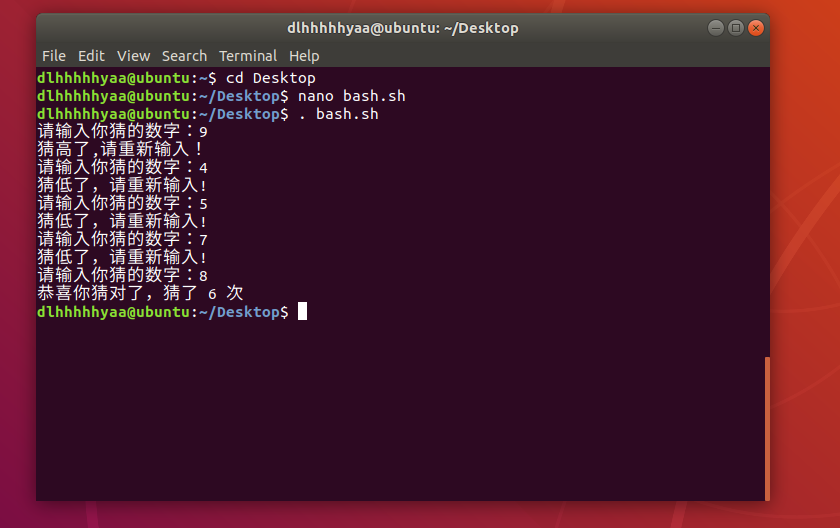 dlhhhhhyaa@ubuntu: ~/Desktop
File Edit View Search Terminal Help
dlhhhhhyaa@ubuntu:~$ cd Desktop
dlhhhhhyaa@ubuntu:~/Desktop$ nano bash.sh
dlhhhhhyaa@ubuntu:~/Desktop$ . bash.sh
请输入你猜的数字：9
猜高了,请重新输入！
请输入你猜的数字：4
猜低了，请重新输入!
请输入你猜的数字：5
猜低了，请重新输入!
请输入你猜的数字：7
猜低了，请重新输入!
请输入你猜的数字：8
恭喜你猜对了，猜了 6 次
dlhhhhhyaa@ubuntu:~/Desktop$